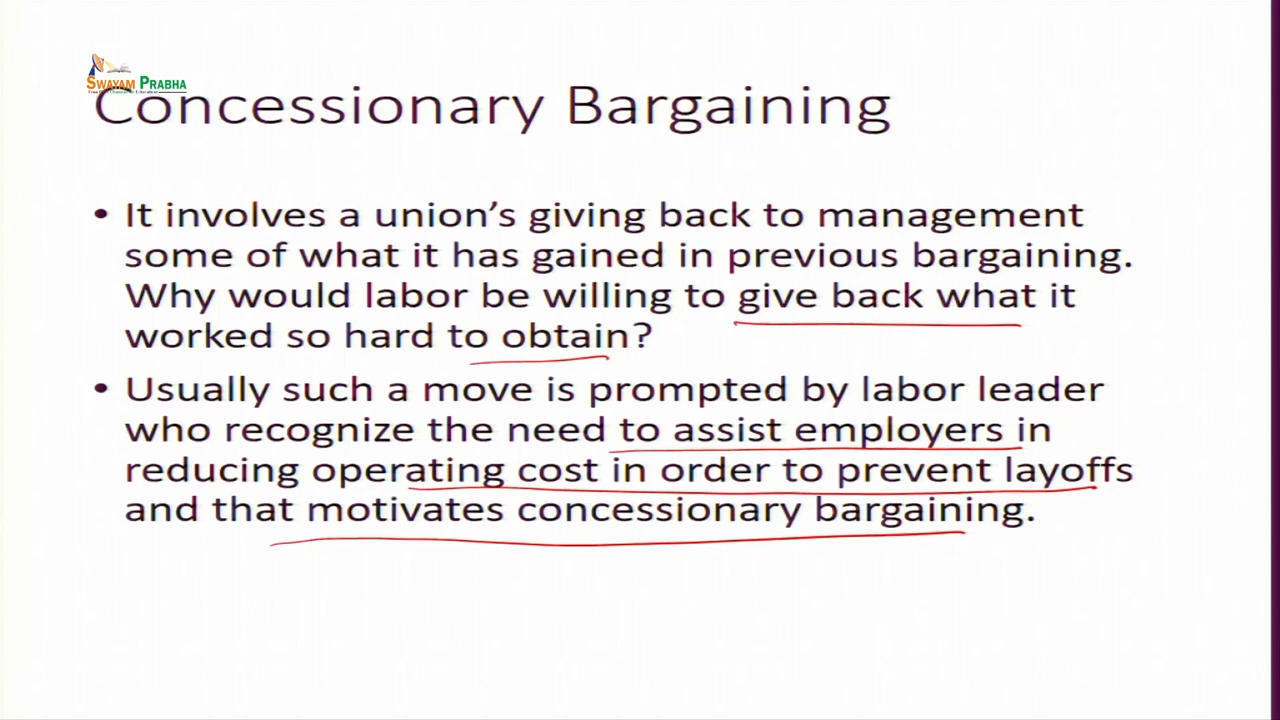 SWAYAM PRABHA
Concessionary Bargaining
• It involves a union's giving back to management
some of what it has gained in previous bargaining.
Why would labor be willing to give back what it
worked so hard to obtain?
• Usually such a move is prompted by labor leader
who recognize the need to assist employers in
reducing operating cost in order to prevent layoffs
and that motivates concessionary bargaining.